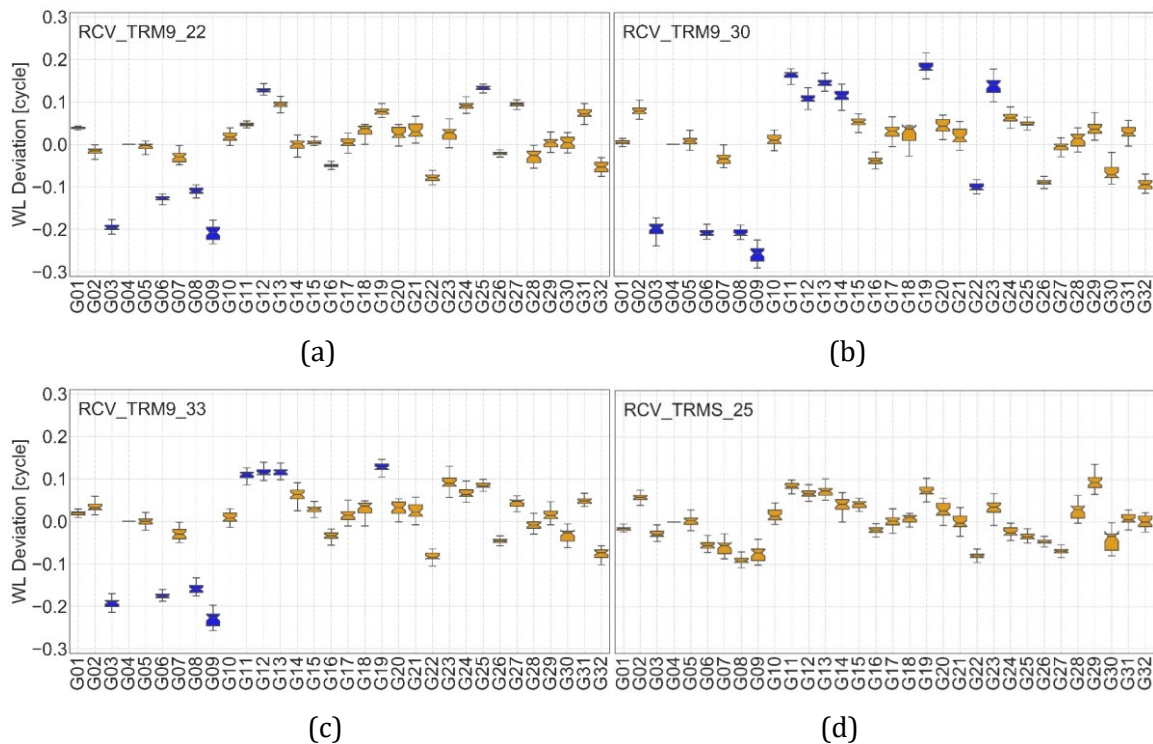 RCV_TRM9_22
WL Deviation [cycle]
0.3
0.2
0.1
0.0
−0.1
−0.2
−0.3
G01 G02 G03 G04 G05 G06 G07 G08 G09 G10 G11 G12 G13 G14 G15 G16 G17 G18 G19 G20 G21 G22 G23 G24 G25 G26 G27 G28 G29 G30 G31 G32
(a)
RCV_TRM9_30
G01 G02 G03 G04 G05 G06 G07 G08 G09 G10 G11 G12 G13 G14 G15 G16 G17 G18 G19 G20 G21 G22 G23 G24 G25 G26 G27 G28 G29 G30 G31 G32
(b)
RCV_TRM9_33
WL Deviation [cycle]
0.3
0.2
0.1
0.0
−0.1
−0.2
−0.3
G01 G02 G03 G04 G05 G06 G07 G08 G09 G10 G11 G12 G13 G14 G15 G16 G17 G18 G19 G20 G21 G22 G23 G24 G25 G26 G27 G28 G29 G30 G31 G32
(c)
RCV_TRMS_25
G01 G02 G03 G04 G05 G06 G07 G08 G09 G10 G11 G12 G13 G14 G15 G16 G17 G18 G19 G20 G21 G22 G23 G24 G25 G26 G27 G28 G29 G30 G31 G32
(d)